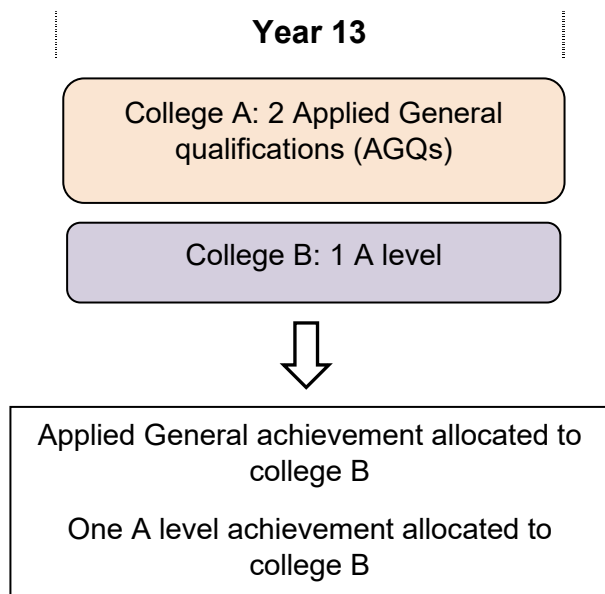 Year 13
College A: 2 Applied General
qualifications (AGQs)
College B: 1 A level
Applied General achievement allocated to
college B
One A level achievement allocated to
college B